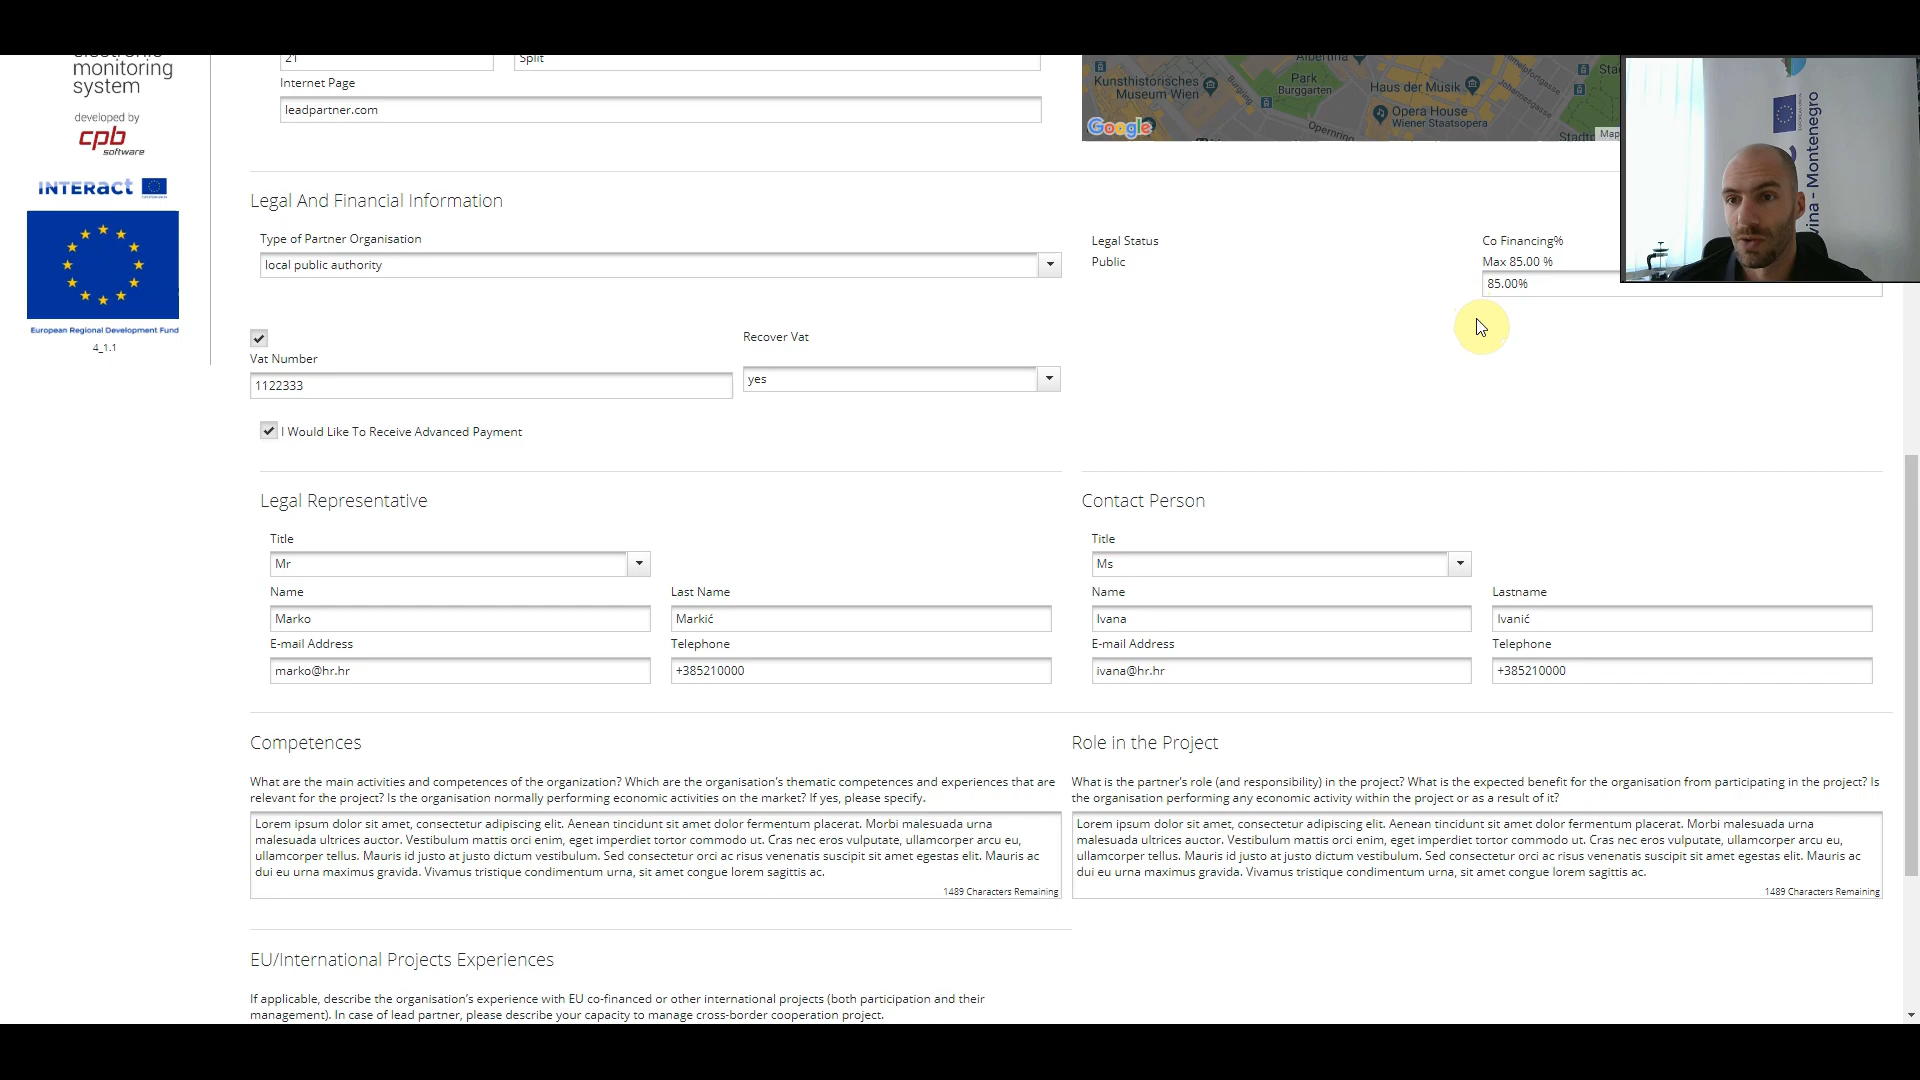 electronic
monitoring
system
developed by
cpb
software
INTERACT
European Regional Development Fund
4_1.1
21
Split
Internet Page
leadpartner.com
Albertina
Kunsthistorisches
Museum Wien
Burgring
Park
Burggarten
Haus der Musik
Johannesgasse
Opera House
Wiener Staatsopera
Opernring
Google
Map
Legal And Financial Information
Type of Partner Organisation
local public authority
Legal Status
Public
Co Financing%
Max 85.00 %
85.00%
vina - Montenegro
Vat Number
1122333
Recover Vat
yes
I Would Like To Receive Advanced Payment
Legal Representative
Title
Mr
Name
Last Name
Marko
Markić
E-mail Address
Telephone
marko@hr.hr
+385210000
Contact Person
Title
Ms
Name
Lastname
Ivana
Ivanić
E-mail Address
Telephone
ivana@hr.hr
+385210000
Competences
What are the main activities and competences of the organization? Which are the organisation's thematic competences and experiences that are
relevant for the project? Is the organisation normally performing economic activities on the market? If yes, please specify.
Lorem ipsum dolor sit amet, consectetur adipiscing elit. Aenean tincidunt sit amet dolor fermentum placerat. Morbi malesuada urna
malesuada ultrices auctor. Vestibulum mattis orci enim, eget imperdiet tortor commodo ut. Cras nec eros vulputate, ullamcorper arcu eu,
ullamcorper tellus. Mauris id justo at justo dictum vestibulum. Sed consectetur orci ac risus venenatis suscipit sit amet egestas elit. Mauris ac
dui eu urna maximus gravida. Vivamus tristique condimentum urna, sit amet congue lorem sagittis ac.
1489 Characters Remaining
Role in the Project
What is the partner's role (and responsibility) in the project? What is the expected benefit for the organisation from participating in the project? Is
the organisation performing any economic activity within the project or as a result of it?
Lorem ipsum dolor sit amet, consectetur adipiscing elit. Aenean tincidunt sit amet dolor fermentum placerat. Morbi malesuada urna
malesuada ultrices auctor. Vestibulum mattis orci enim, eget imperdiet tortor commodo ut. Cras nec eros vulputate, ullamcorper arcu eu,
ullamcorper tellus. Mauris id justo at justo dictum vestibulum. Sed consectetur orci ac risus venenatis suscipit sit amet egestas elit. Mauris ac
dui eu urna maximus gravida. Vivamus tristique condimentum urna, sit amet congue lorem sagittis ac.
1489 Characters Remaining
EU/International Projects Experiences
If applicable, describe the organisation's experience with EU co-financed or other international projects (both participation and their
management). In case of lead partner, please describe your capacity to manage cross-border cooperation project.